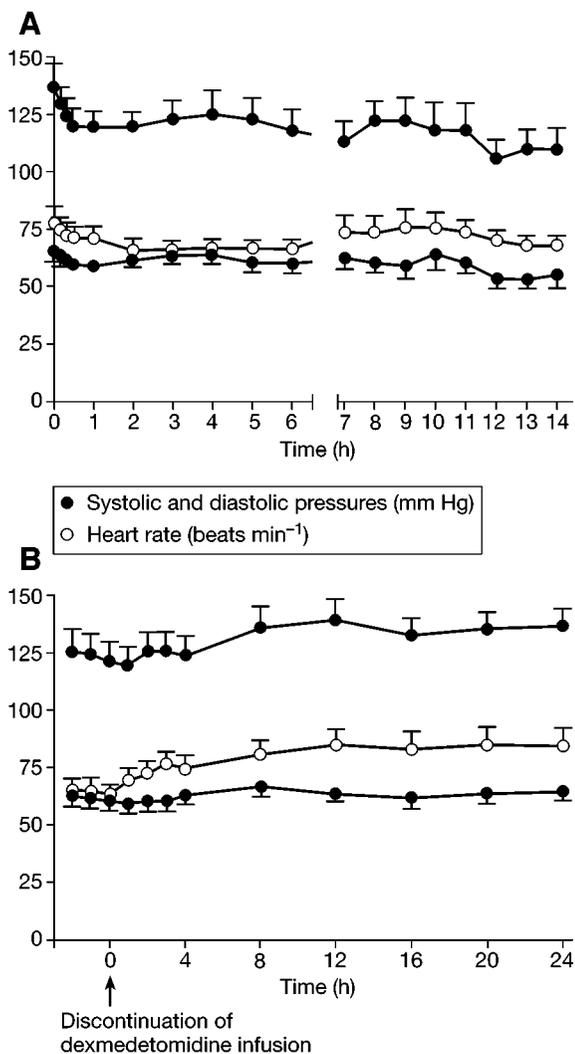 A
150
125
100
75
50
25
0
0 1 2 3 4 5 6 7 8 9 10 11 12 13 14
Time (h)
Systolic and diastolic pressures (mm Hg)
Heart rate (beats min⁻¹)
B
150
125
100
75
50
25
0
0 4 8 12 16 20 24
Time (h)
Discontinuation of
dexmedetomidine infusion